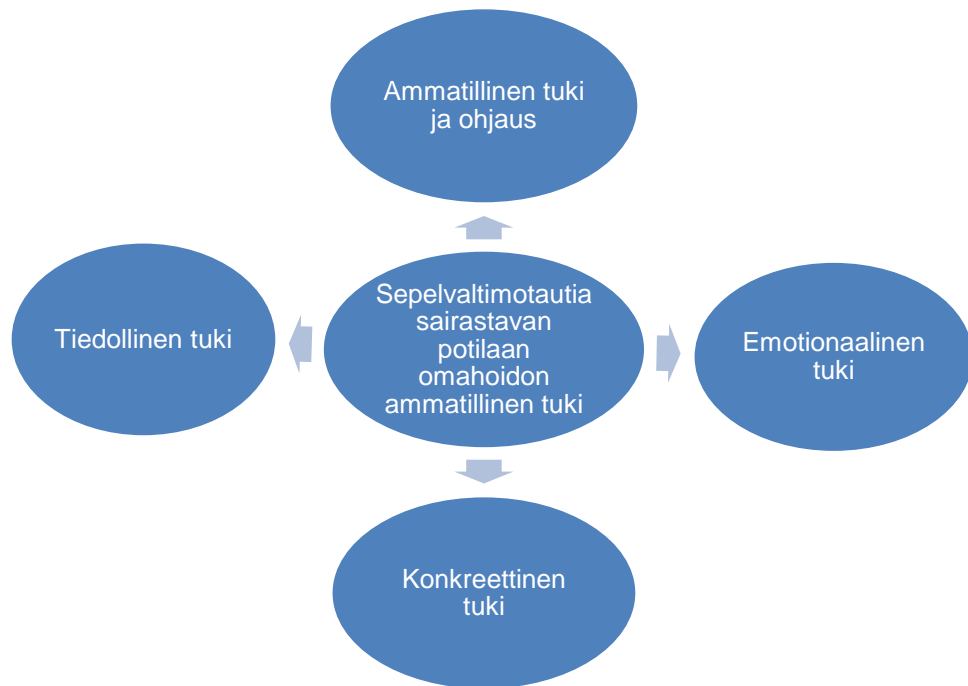 Ammatillinen tuki
ja ohjaus
Tiedollinen tuki
Sepelvaltimotautia
sairastavan
potilaan
omahoidon
ammatillinen tuki
Emotionaalinen
tuki
Konkreettinen
tuki